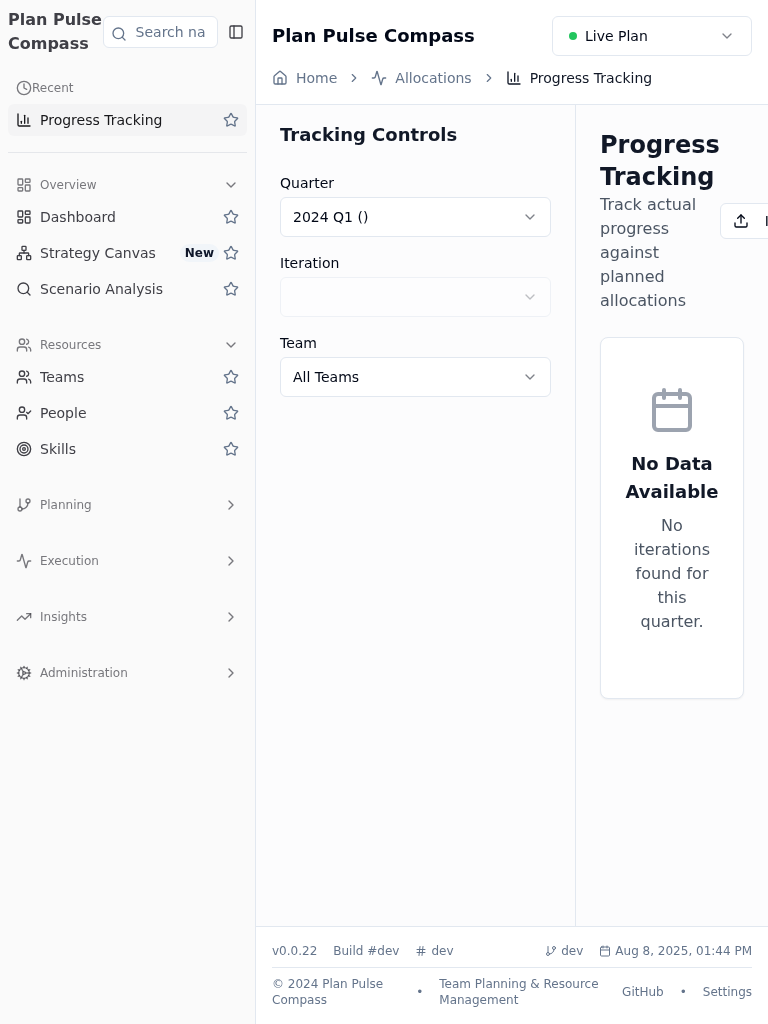 Plan Pulse
Compass
Search na
Recent
Progress Tracking
Overview
Dashboard
Strategy Canvas New
Scenario Analysis
Resources
Teams
People
Skills
Planning
Execution
Insights
Administration
Plan Pulse Compass
Live Plan
Home
Allocations
Progress Tracking
Tracking Controls
Quarter
2024 Q1 ()
Iteration
Team
All Teams
Progress
Tracking
Track actual
progress
against
planned
allocations
No Data
Available
No
iterations
found for
this
quarter.
v0.0.22 Build #dev dev
dev Aug 8, 2025, 01:44 PM
© 2024 Plan Pulse
Compass
•
Team Planning & Resource
Management
GitHub • Settings